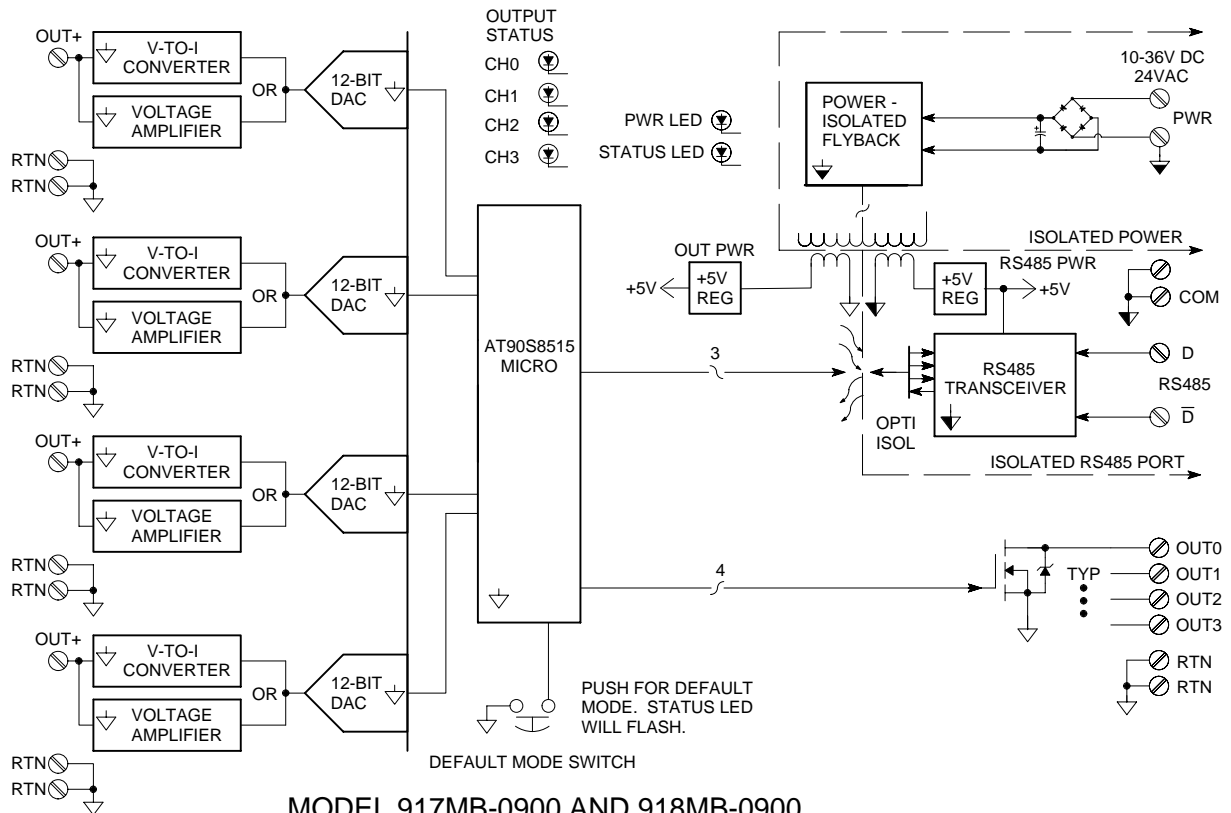 OUT+
V-TO-I
CONVERTER
VOLTAGE
AMPLIFIER
OR
12-BIT
DAC
RTN
RTN
OUT+
V-TO-I
CONVERTER
VOLTAGE
AMPLIFIER
OR
12-BIT
DAC
RTN
RTN
OUT+
V-TO-I
CONVERTER
VOLTAGE
AMPLIFIER
OR
12-BIT
DAC
RTN
RTN
OUT+
V-TO-I
CONVERTER
VOLTAGE
AMPLIFIER
OR
12-BIT
DAC
RTN
RTN
OUTPUT
STATUS
CH0
CH1
CH2
CH3
PWR LED
STATUS LED
AT90S8515
MICRO
PUSH FOR DEFAULT
MODE. STATUS LED
WILL FLASH.
DEFAULT MODE SWITCH
POWER -
ISOLATED
FLYBACK
+
10-36V DC
24VAC
PWR
ISOLATED POWER
OUT PWR
+5V
+5V
REG
+5V
REG
RS485 PWR
+5V
COM
3
OPTI
ISOL
RS485
TRANSCEIVER
D
RS485
D̅
ISOLATED RS485 PORT
4
TYP
OUT0
OUT1
OUT2
OUT3
RTN
RTN
MODEL 917MB-0900 AND 918MB-0900